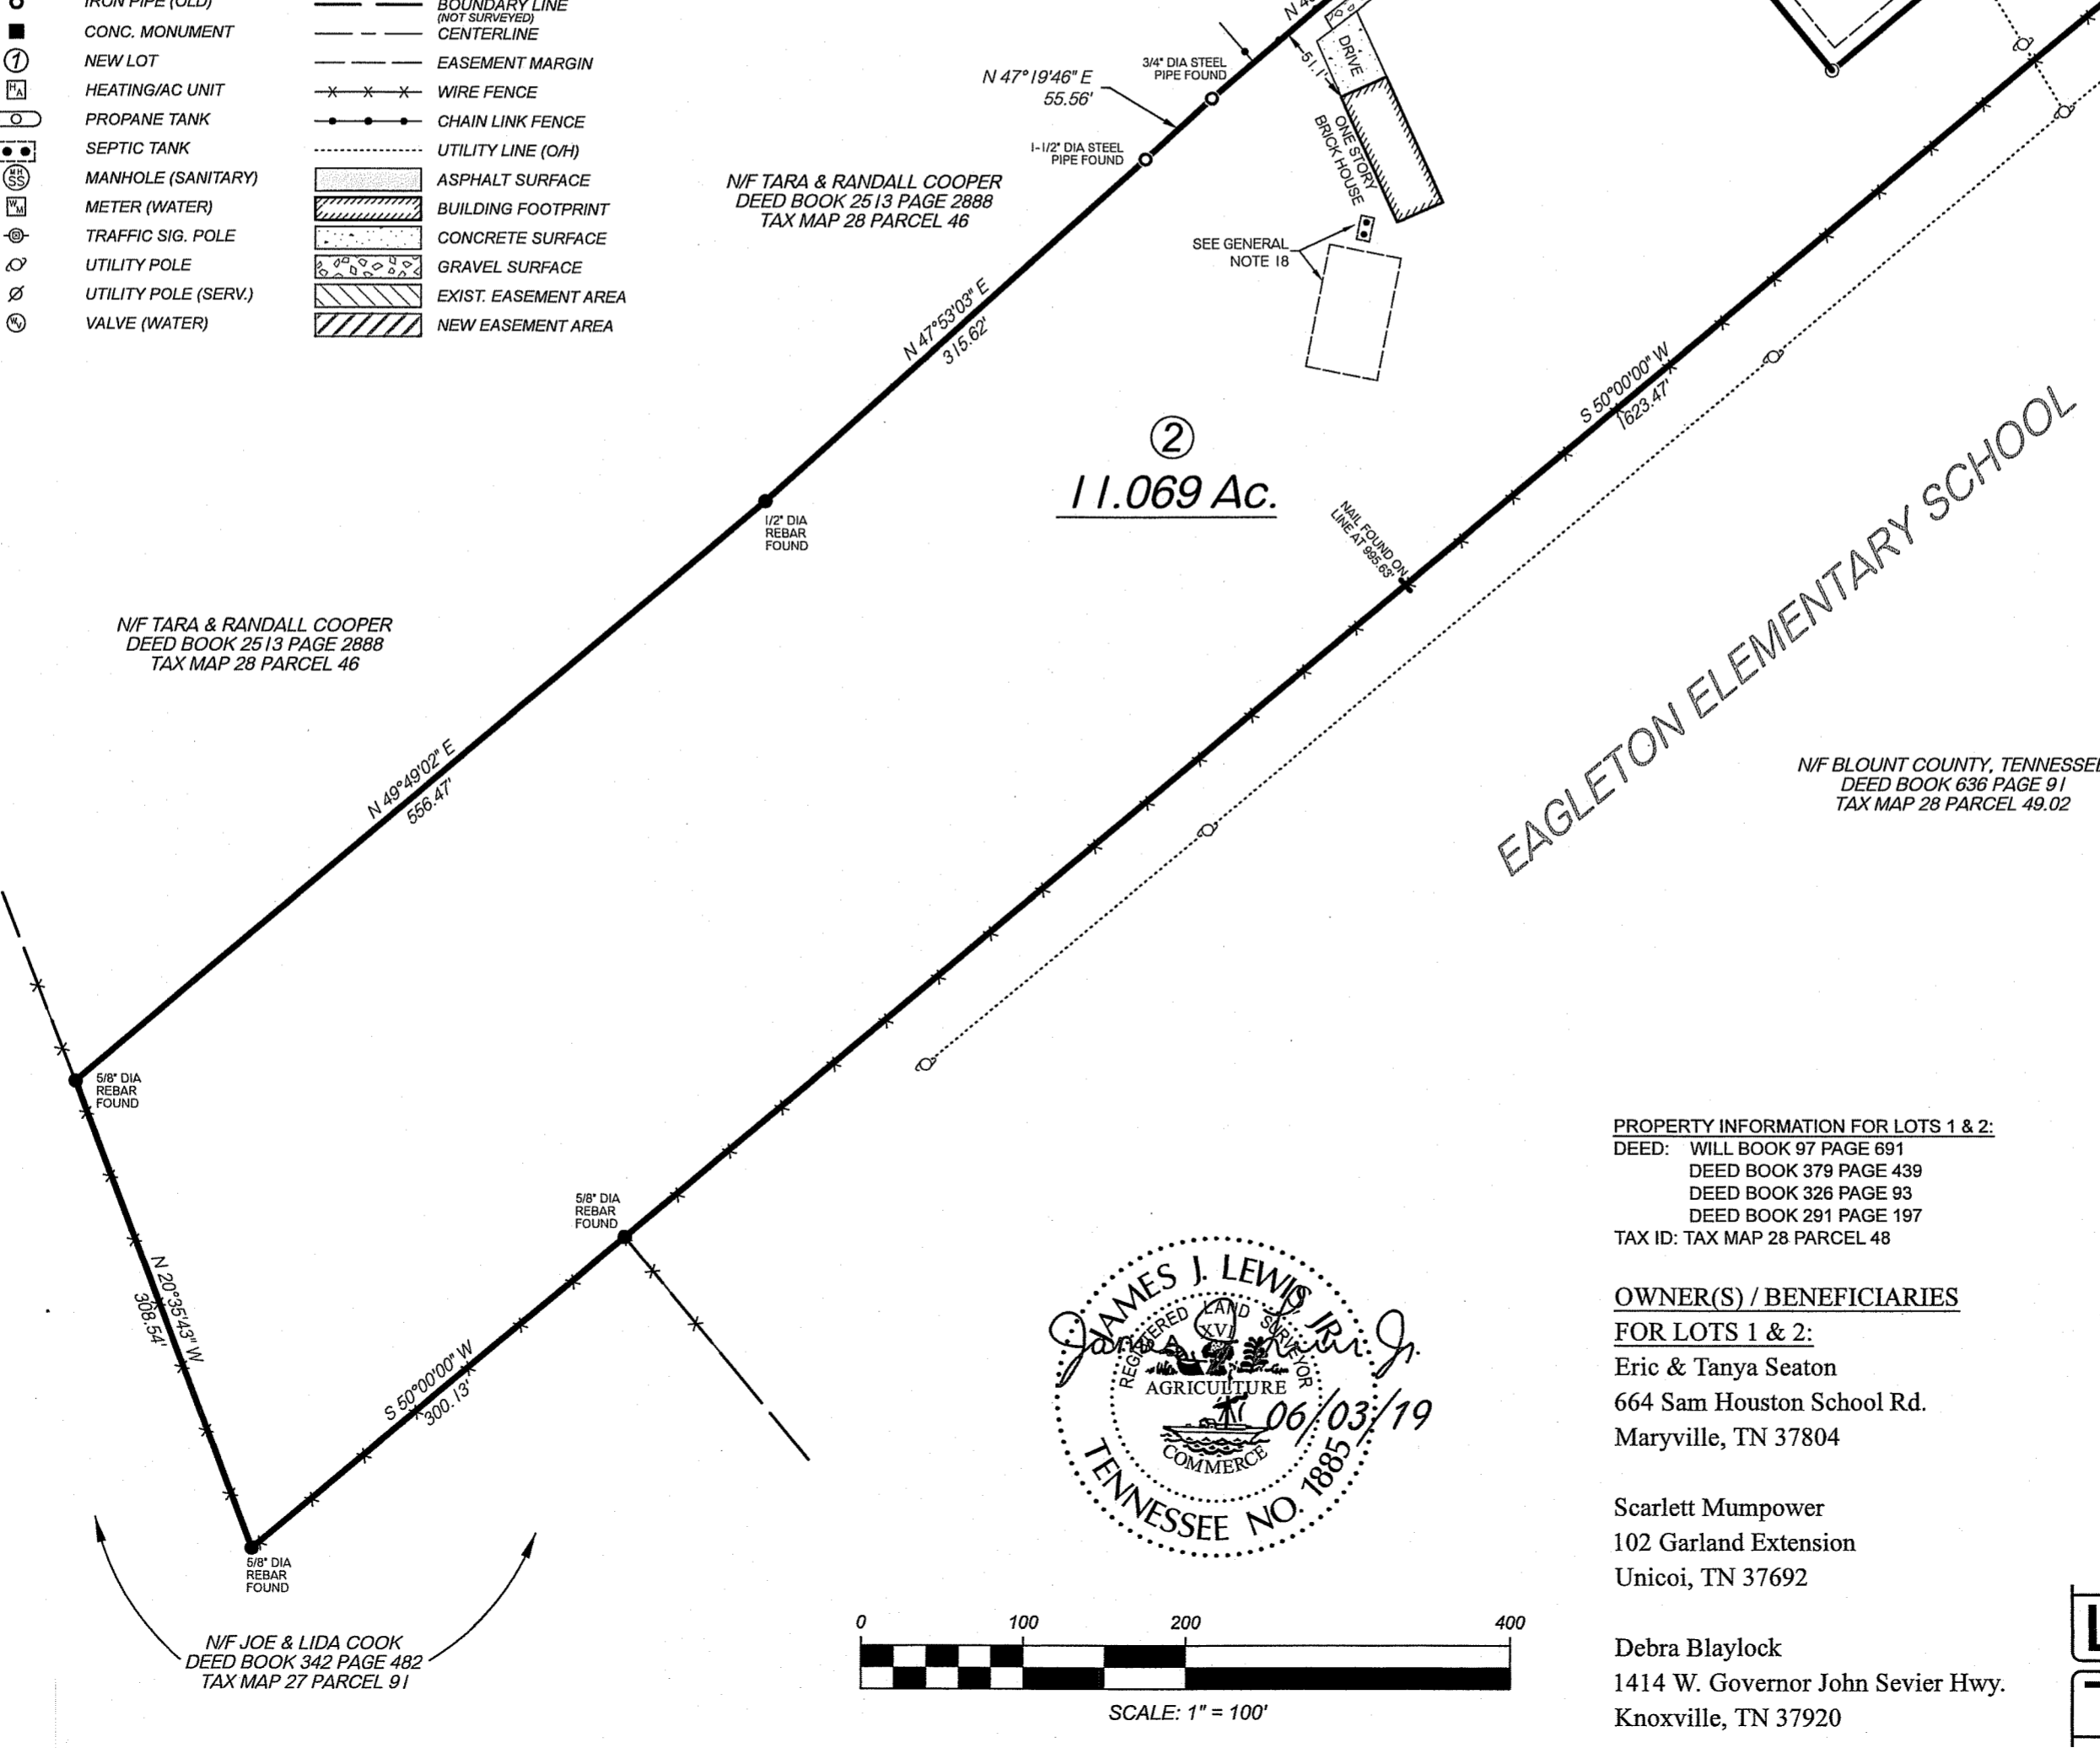 IRON PIPE (OLD)
CONC. MONUMENT
1 NEW LOT
HA HEATING/AC UNIT
PROPANE TANK
SEPTIC TANK
MH SS MANHOLE (SANITARY)
WM METER (WATER)
TRAFFIC SIG. POLE
UTILITY POLE
UTILITY POLE (SERV.)
WV VALVE (WATER)
BOUNDARY LINE
(NOT SURVEYED)
CENTERLINE
EASEMENT MARGIN
WIRE FENCE
CHAIN LINK FENCE
UTILITY LINE (O/H)
ASPHALT SURFACE
BUILDING FOOTPRINT
CONCRETE SURFACE
GRAVEL SURFACE
EXIST. EASEMENT AREA
NEW EASEMENT AREA
N 47°19'46" E
55.56'
3/4" DIA STEEL
PIPE FOUND
1-1/2" DIA STEEL
PIPE FOUND
51.1'
DRIVE
ONE STORY
BRICK HOUSE
SEE GENERAL
NOTE 18
N/F TARA & RANDALL COOPER
DEED BOOK 2513 PAGE 2888
TAX MAP 28 PARCEL 46
N 47°53'03" E
315.62'
S 50°00'00" W
1623.47'
2
11.069 Ac.
1/2" DIA
REBAR
FOUND
NAIL FOUND ON
LINE AT 995.63'
EAGLETON ELEMENTARY SCHOOL
N/F TARA & RANDALL COOPER
DEED BOOK 2513 PAGE 2888
TAX MAP 28 PARCEL 46
N 49°49'02" E
556.47'
N/F BLOUNT COUNTY, TENNESSEE
DEED BOOK 636 PAGE 91
TAX MAP 28 PARCEL 49.02
5/8" DIA
REBAR
FOUND
5/8" DIA
REBAR
FOUND
N 20°35'43" W
308.54'
S 50°00'00" W
300.13'
5/8" DIA
REBAR
FOUND
N/F JOE & LIDA COOK
DEED BOOK 342 PAGE 482
TAX MAP 27 PARCEL 91
JAMES J. LEWIS, JR.
REGISTERED LAND SURVEYOR
XVI
AGRICULTURE
COMMERCE
TENNESSEE NO. 1885
06/03/19
0 100 200 400
SCALE: 1" = 100'
PROPERTY INFORMATION FOR LOTS 1 & 2:
DEED: WILL BOOK 97 PAGE 691
DEED BOOK 379 PAGE 439
DEED BOOK 326 PAGE 93
DEED BOOK 291 PAGE 197
TAX ID: TAX MAP 28 PARCEL 48
OWNER(S) / BENEFICIARIES
FOR LOTS 1 & 2:
Eric & Tanya Seaton
664 Sam Houston School Rd.
Maryville, TN 37804
Scarlett Mumpower
102 Garland Extension
Unicoi, TN 37692
Debra Blaylock
1414 W. Governor John Sevier Hwy.
Knoxville, TN 37920